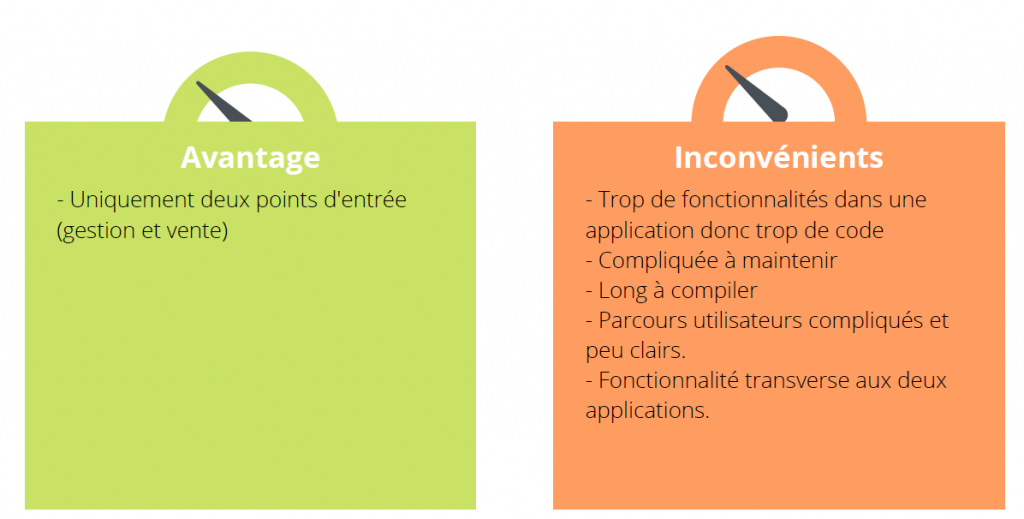 Avantage
- Uniquement deux points d'entrée
(gestion et vente)
Inconvénients
- Trop de fonctionnalités dans une
application donc trop de code
- Compliquée à maintenir
- Long à compiler
- Parcours utilisateurs compliqués et
peu clairs.
- Fonctionnalité transverse aux deux
applications.